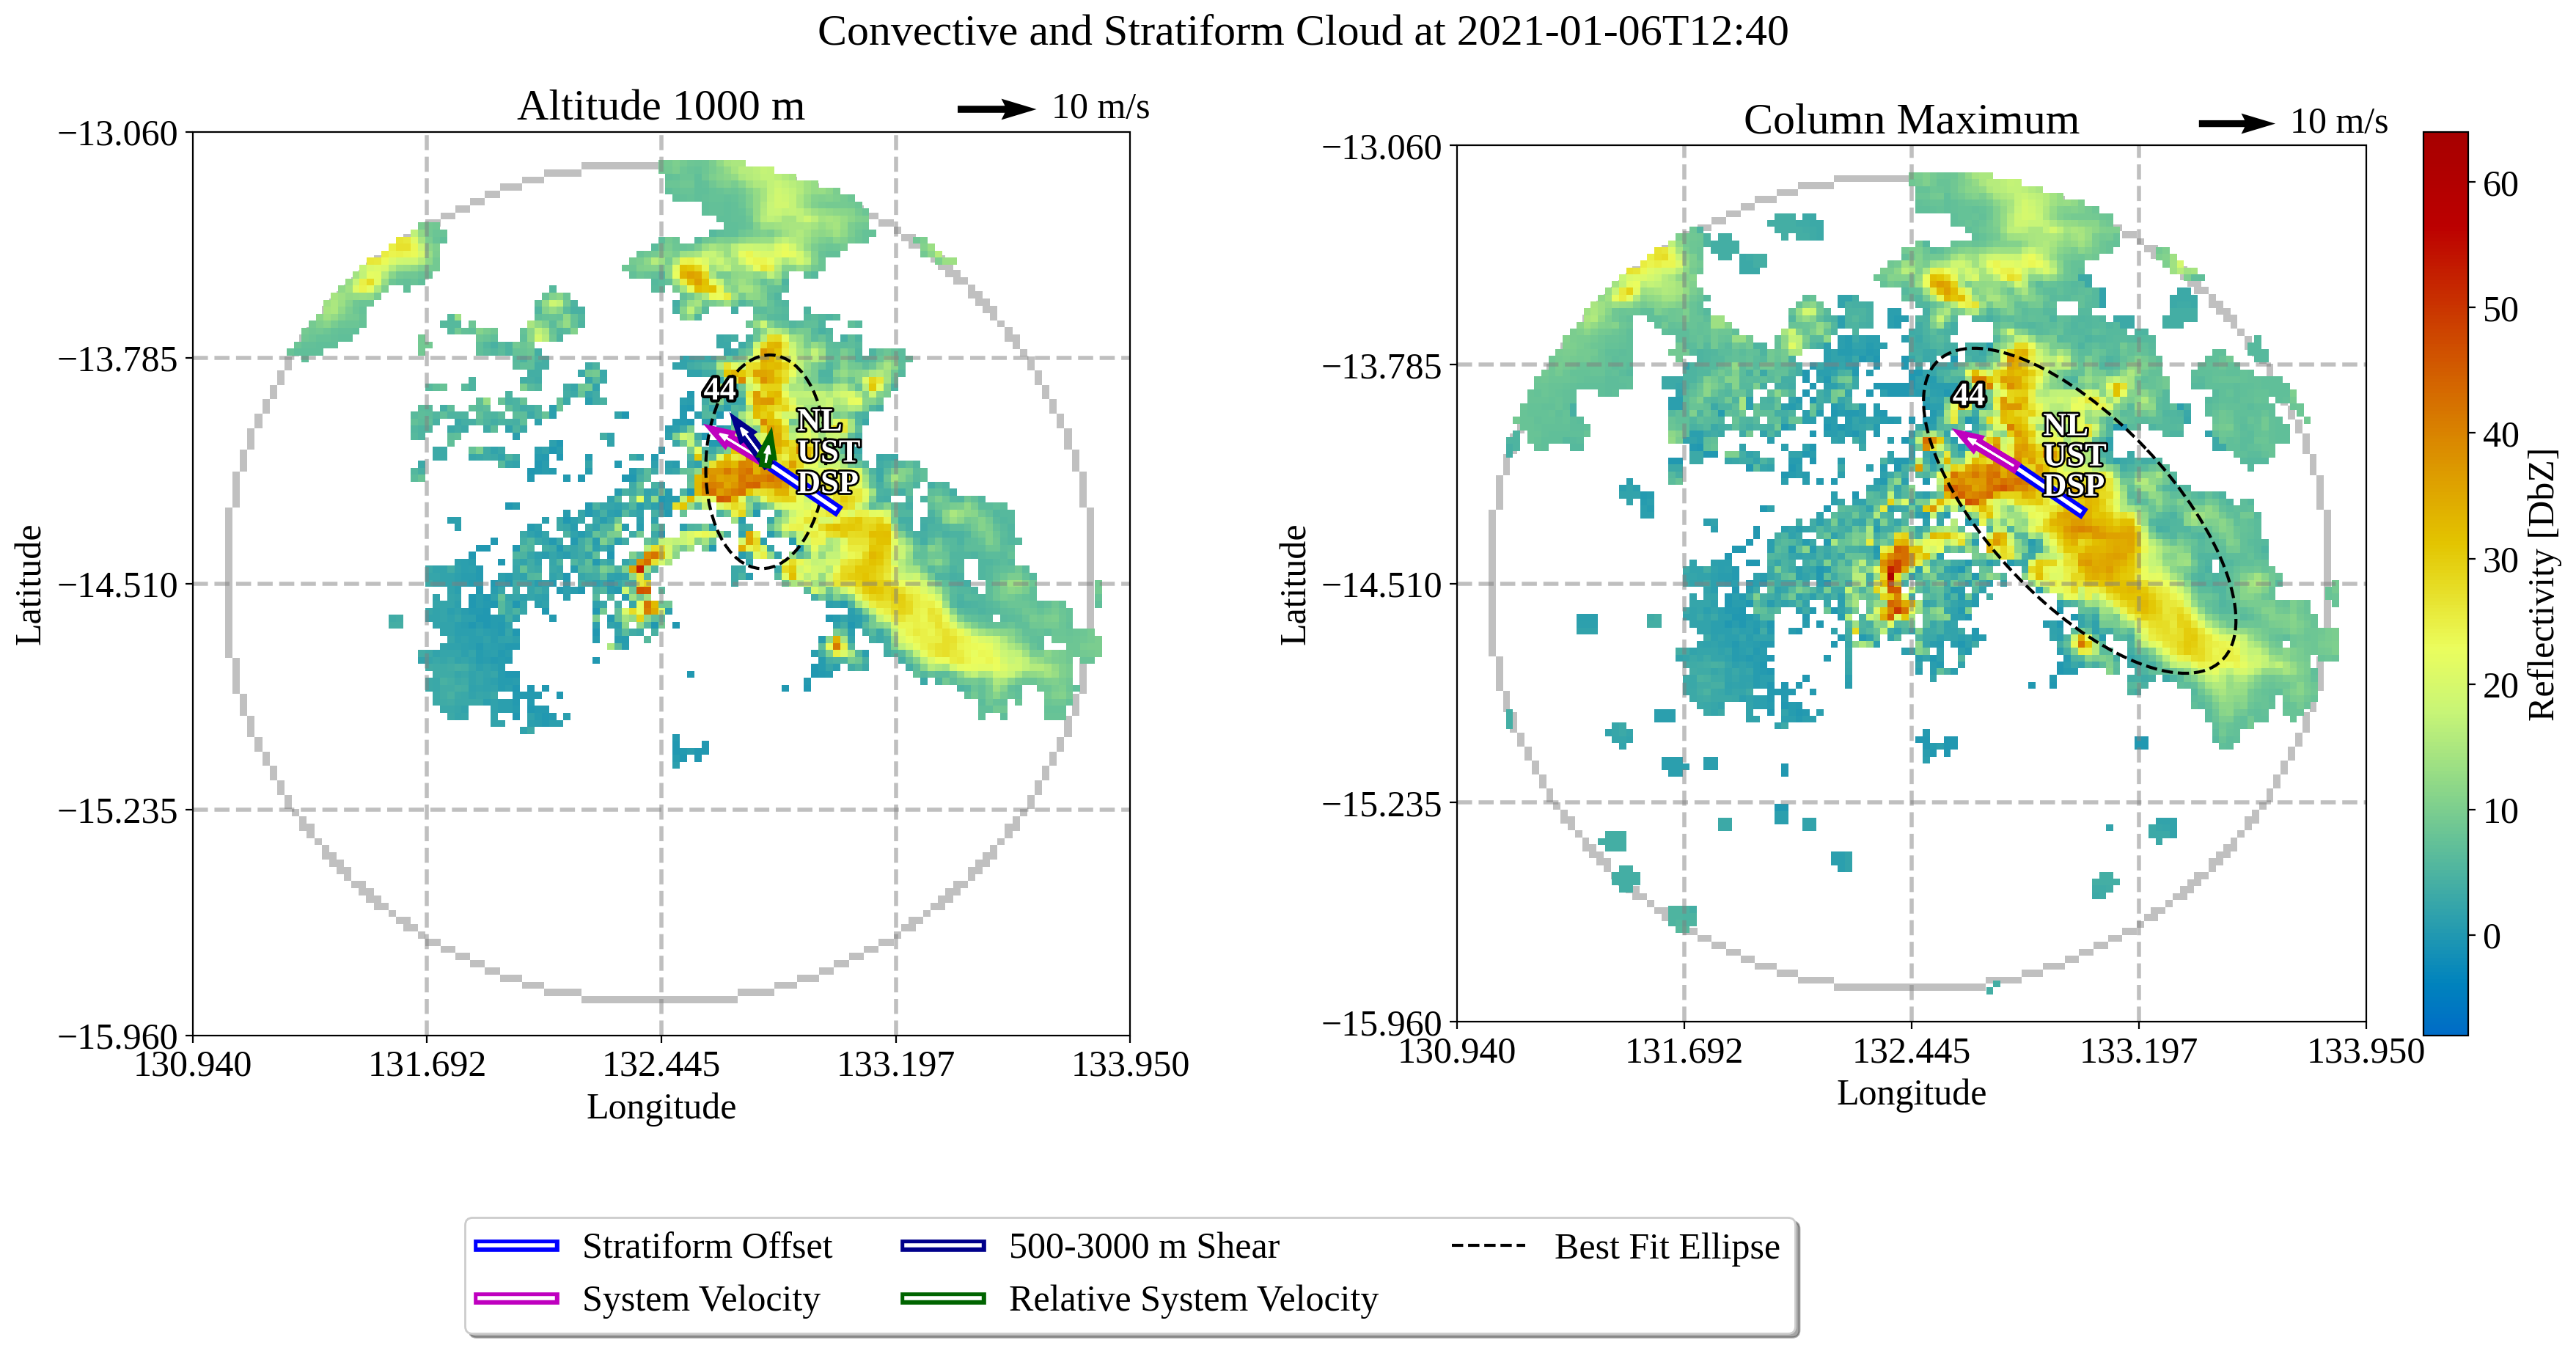 Convective and Stratiform Cloud at 2021-01-06T12:40
Altitude 1000 m
10 m/s
−13.060
−13.785
−14.510
−15.235
−15.960
130.940
131.692
132.445
133.197
133.950
Longitude
Latitude
44
NL
UST
DSP
Column Maximum
10 m/s
−13.060
−13.785
−14.510
−15.235
−15.960
130.940
131.692
132.445
133.197
133.950
Longitude
Latitude
44
NL
UST
DSP
60
50
40
30
20
10
0
Reflectivity [DbZ]
Stratiform Offset
System Velocity
500-3000 m Shear
Relative System Velocity
Best Fit Ellipse